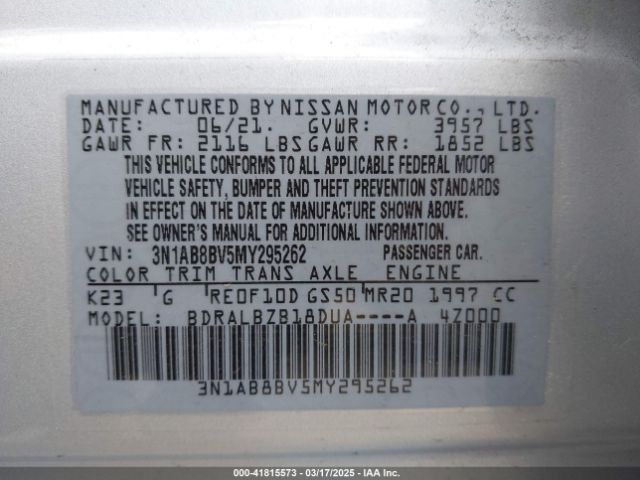 MANUFACTURED BY NISSAN MOTOR CO., LTD.
DATE: 06/21. GVWR: 3957 LBS
GAWR FR: 2116 LBS GAWR RR: 1852 LBS
THIS VEHICLE CONFORMS TO ALL APPLICABLE FEDERAL MOTOR
VEHICLE SAFETY, BUMPER AND THEFT PREVENTION STANDARDS
IN EFFECT ON THE DATE OF MANUFACTURE SHOWN ABOVE.
SEE OWNER'S MANUAL FOR ADDITIONAL INFORMATION.
VIN: 3N1AB8BV5MY295262 PASSENGER CAR.
COLOR TRIM TRANS AXLE ENGINE
K23 G RE0F10D GS50 MR20 1997 CC
MODEL: BDRALBZB18DUA----A 4Z000
3N1AB8BV5MY295262
000-41815573 — 03/17/2025 — IAA Inc.